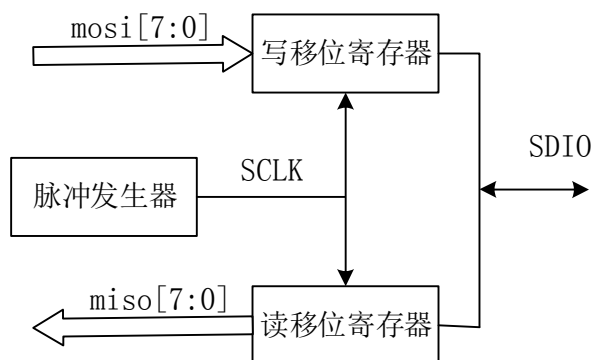 mosi[7:0]
写移位寄存器
SDIO
SCLK
脉冲发生器
miso[7:0]
读移位寄存器